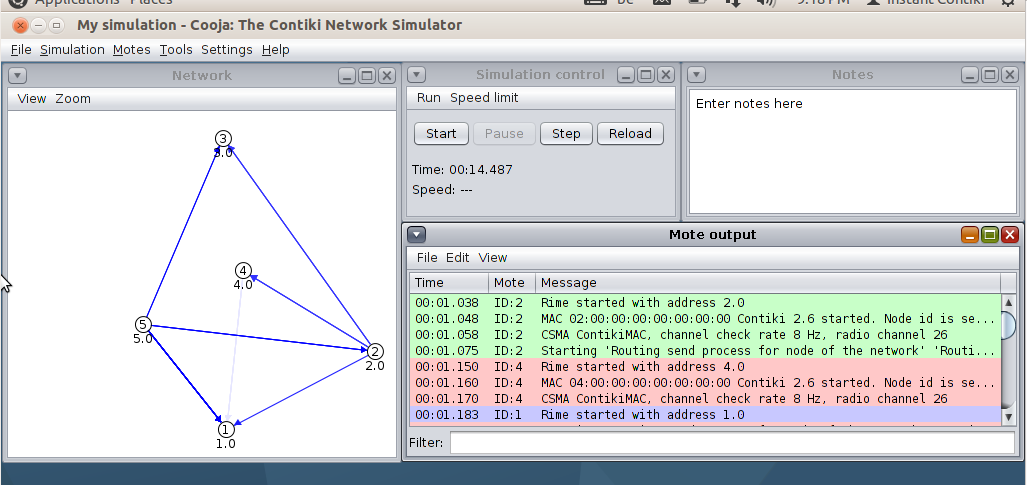 Applications Places De 9:18 PM Instant Contiki
My simulation - Cooja: The Contiki Network Simulator
File Simulation Motes Tools Settings Help
Network
View Zoom
3
3.0
4
4.0
5
5.0
2
2.0
1
1.0
Simulation control
Run Speed limit
Start Pause Step Reload
Time: 00:14.487
Speed: ---
Notes
Enter notes here
Mote output
File Edit View
Time Mote Message
00:01.038 ID:2 Rime started with address 2.0
00:01.048 ID:2 MAC 02:00:00:00:00:00:00:00 Contiki 2.6 started. Node id is se...
00:01.058 ID:2 CSMA ContikiMAC, channel check rate 8 Hz, radio channel 26
00:01.075 ID:2 Starting 'Routing send process for node of the network' 'Routi...
00:01.150 ID:4 Rime started with address 4.0
00:01.160 ID:4 MAC 04:00:00:00:00:00:00:00 Contiki 2.6 started. Node id is se...
00:01.170 ID:4 CSMA ContikiMAC, channel check rate 8 Hz, radio channel 26
00:01.183 ID:1 Rime started with address 1.0
Filter: